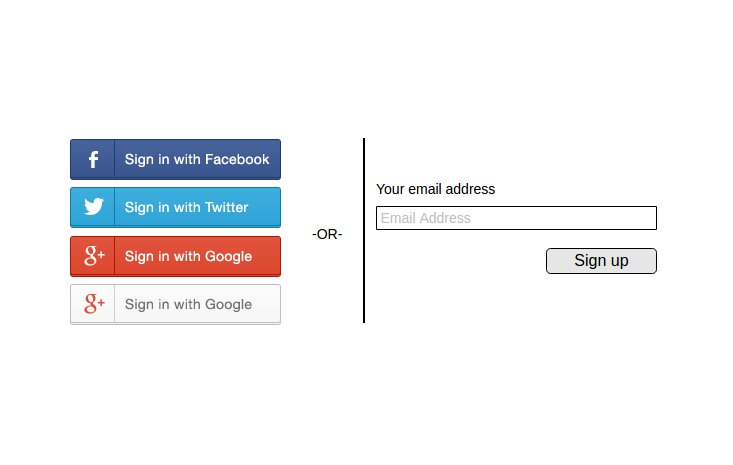 Sign in with Facebook
Sign in with Twitter
g+ Sign in with Google
g+ Sign in with Google
-OR-
Your email address
Email Address
Sign up